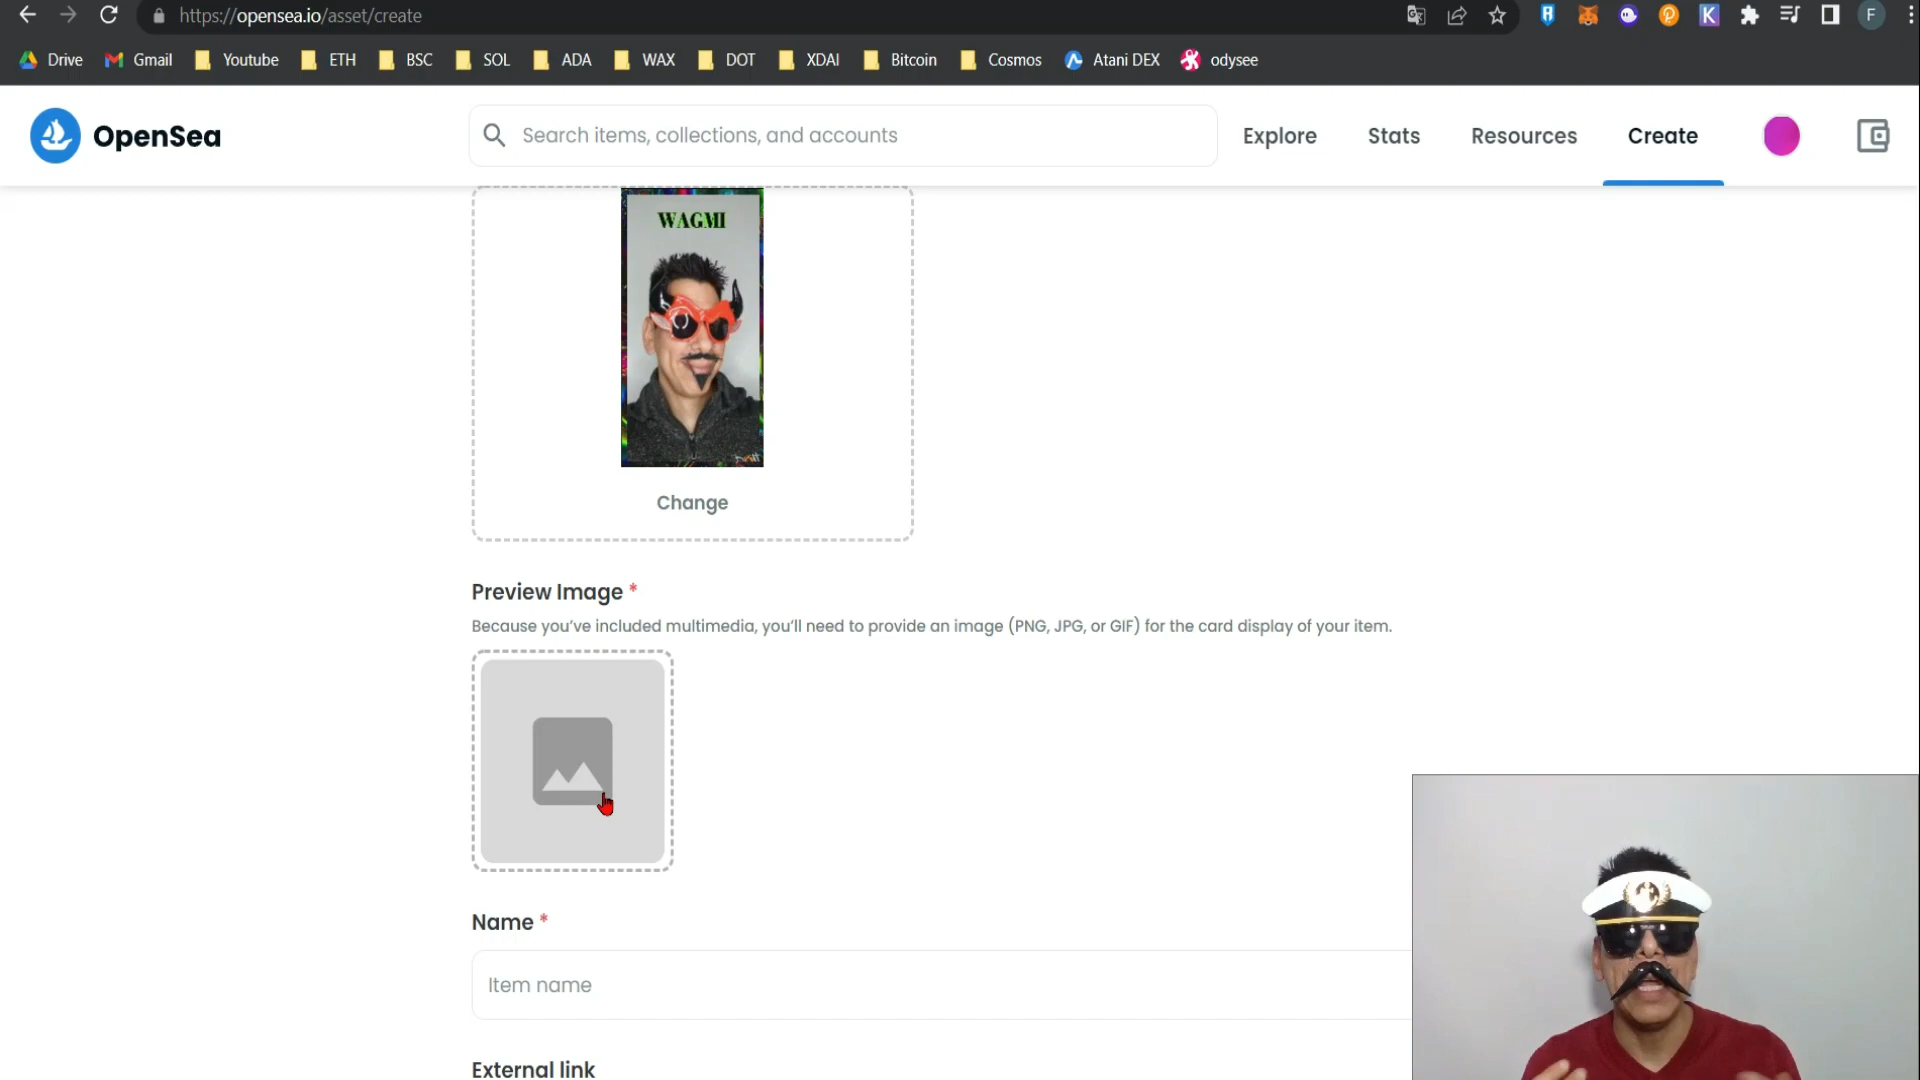 https://opensea.io/asset/create
F
Drive Gmail Youtube ETH BSC SOL ADA WAX DOT XDAI Bitcoin Cosmos Atani DEX odysee
OpenSea Search items, collections, and accounts Explore Stats Resources Create
WAGMI
Change
Preview Image *
Because you've included multimedia, you'll need to provide an image (PNG, JPG, or GIF) for the card display of your item.
Name *
Item name
External link